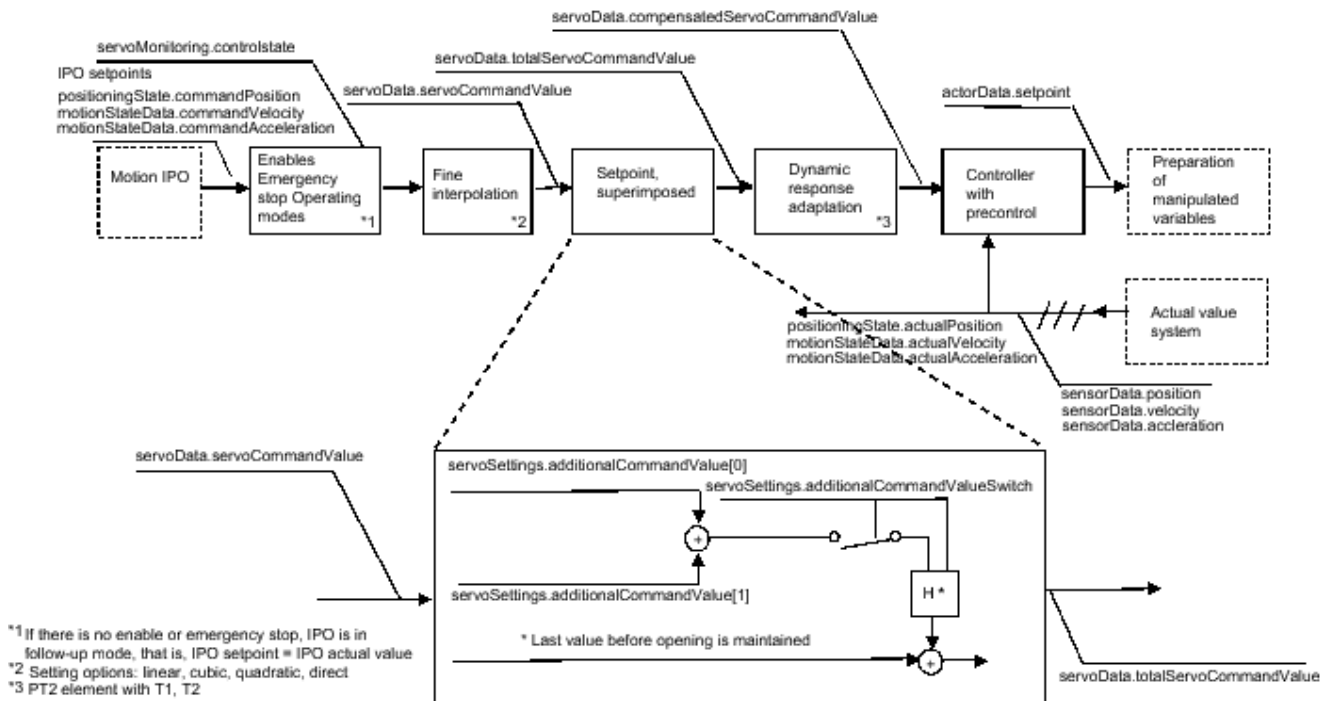 servoData.compensatedServoCommandValue
servoMonitoring.controlstate
servoData.totalServoCommandValue
IPO setpoints
positioningState.commandPosition
motionStateData.commandVelocity
motionStateData.commandAcceleration
servoData.servoCommandValue
actorData.setpoint
Motion IPO
Enables
Emergency
stop Operating
modes
*1
Fine
interpolation
*2
Setpoint,
superimposed
Dynamic
response
adaptation
*3
Controller
with
precontrol
Preparation
of
manipulated
variables
Actual value
system
positioningState.actualPosition
motionStateData.actualVelocity
motionStateData.actualAcceleration
sensorData.position
sensorData.velocity
sensorData.accleration
servoData.servoCommandValue
servoSettings.additionalCommandValue[0]
servoSettings.additionalCommandValueSwitch
+
H *
servoSettings.additionalCommandValue[1]
* Last value before opening is maintained
+
servoData.totalServoCommandValue
*1 If there is no enable or emergency stop, IPO is in
follow-up mode, that is, IPO setpoint = IPO actual value
*2 Setting options: linear, cubic, quadratic, direct
*3 PT2 element with T1, T2